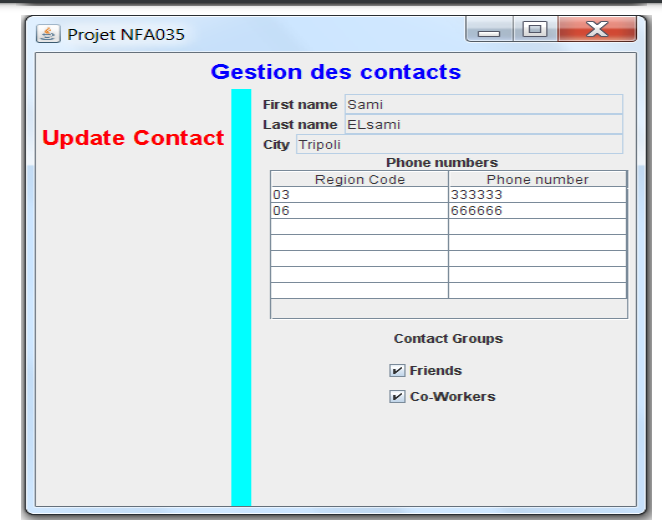 Projet NFA035
Gestion des contacts
Update Contact
First name Sami
Last name ELsami
City Tripoli
Phone numbers
Region Code Phone number
03 333333
06 666666
Contact Groups
Friends
Co-Workers